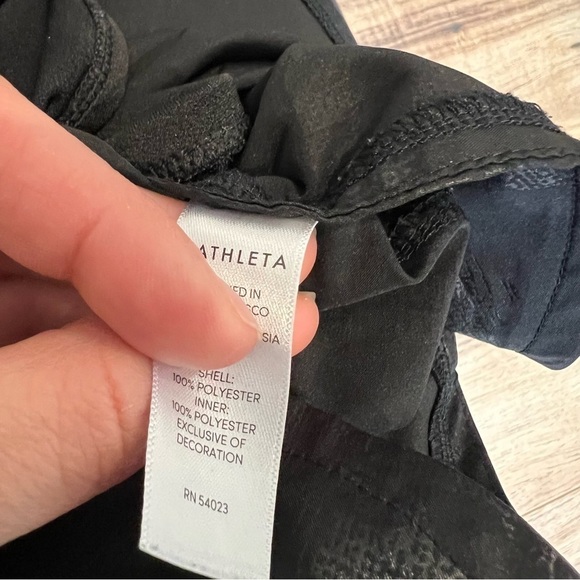 ATHLETA
SHELL:
100% POLYESTER
INNER:
100% POLYESTER
EXCLUSIVE OF
DECORATION
RN 54023